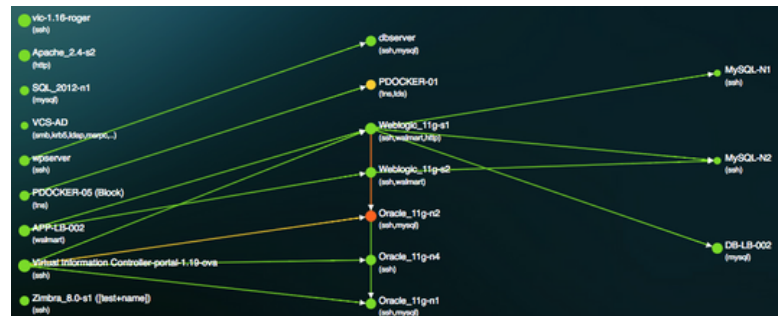 vic-1.16-roger
(ssh)
Apache_2.4-s2
(http)
SQL_2012-n1
(mysql)
VCS-AD
(smb,krb5,ldap,msrpc,..)
wpserver
(ssh)
PDOCKER-05 (Block)
(tns)
APP-LB-002
(walmart)
Virtual Information Controller-portal-1.19-ova
(ssh)
Zimbra_8.0-s1 ([test+name])
(ssh)
dbserver
(ssh,mysql)
PDOCKER-01
(tns,tds)
Weblogic_11g-s1
(ssh,walmart,http)
Weblogic_11g-s2
(ssh,walmart)
Oracle_11g-n2
(ssh,mysql)
Oracle_11g-n4
(ssh)
Oracle_11g-n1
(ssh,mysql)
MySQL-N1
(ssh)
MySQL-N2
(ssh)
DB-LB-002
(mysql)